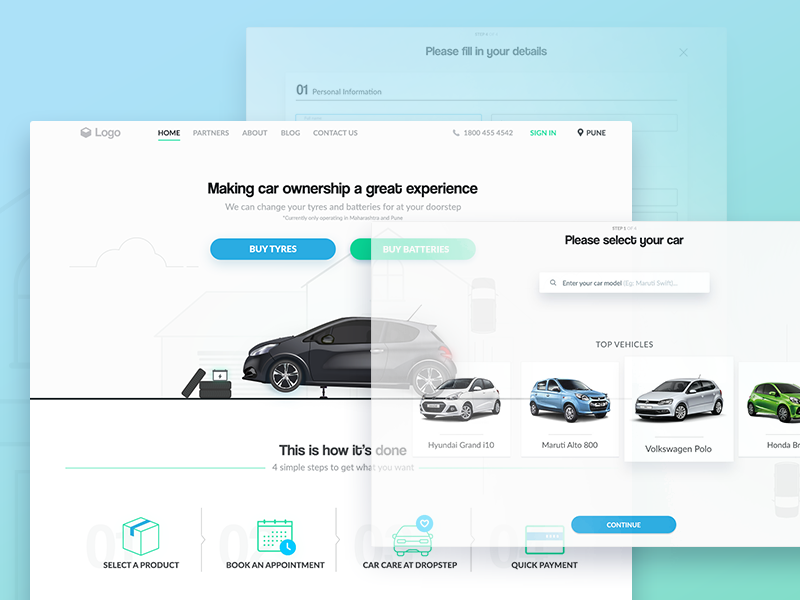 STEP 4 OF 4
Please fill in your details
01 Personal Information
Logo
HOME PARTNERS ABOUT BLOG CONTACT US 1800 455 4542 SIGN IN PUNE
Making car ownership a great experience
We can change your tyres and batteries for at your doorstep
*Currently only operating in Maharastra and Pune
BUY TYRES BUY BATTERIES
STEP 1 OF 4
Please select your car
Enter your car model (Eg: Maruti Swift)...
TOP VEHICLES
Hyundai Grand i10 Maruti Alto 800 Volkswagen Polo Honda Br
CONTINUE
This is how it's done
4 simple steps to get what you want
SELECT A PRODUCT BOOK AN APPOINTMENT CAR CARE AT DROPSTEP QUICK PAYMENT